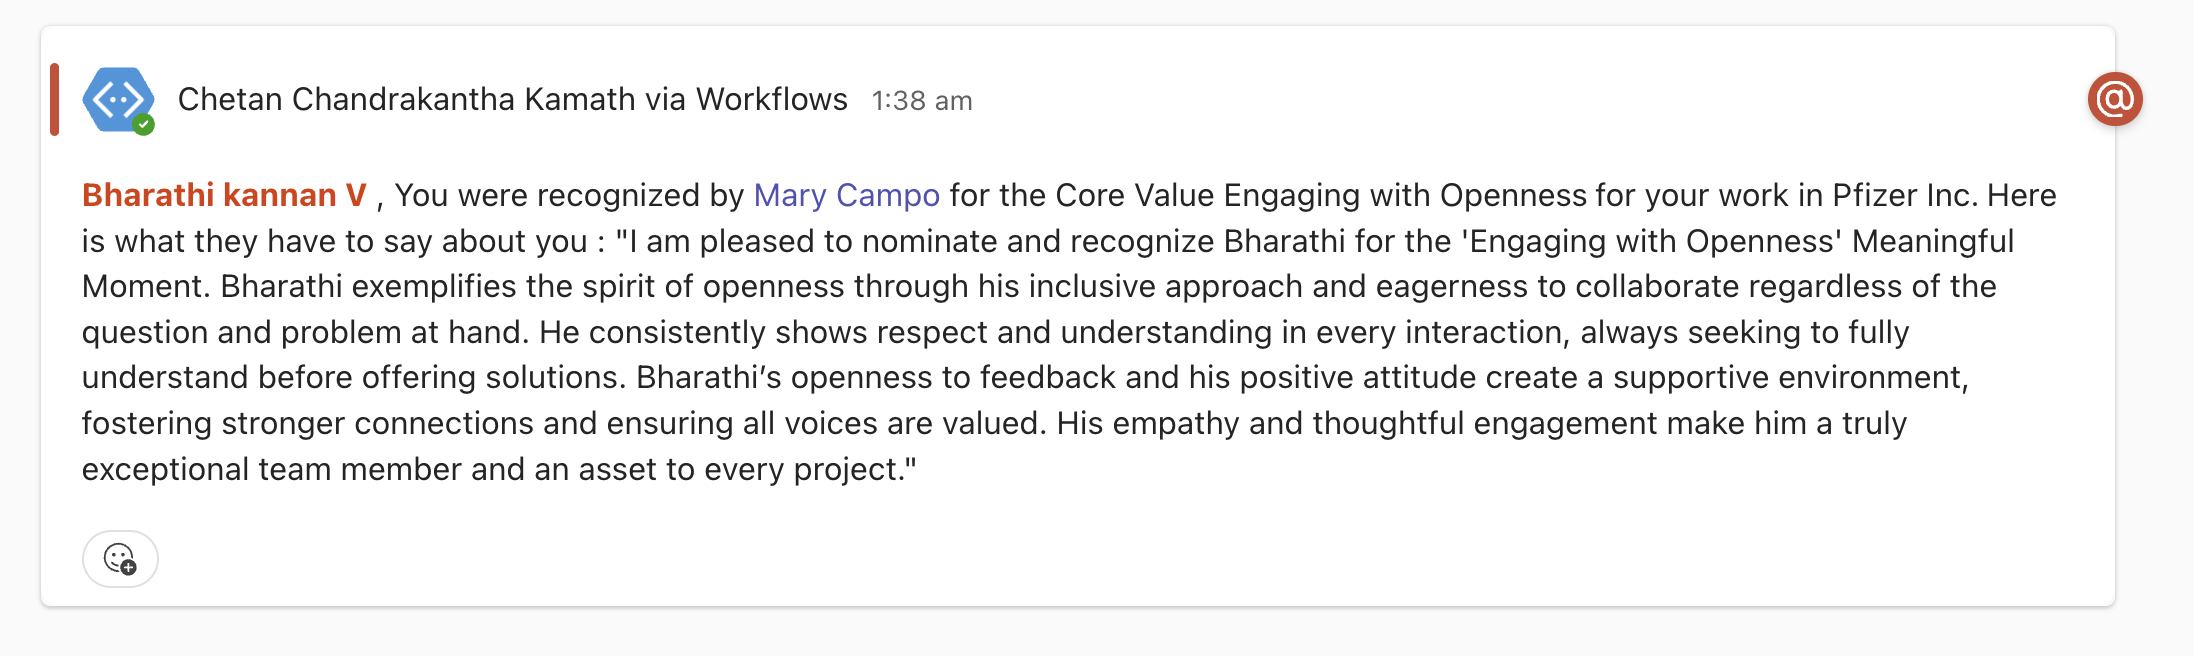 Chetan Chandrakantha Kamath via Workflows 1:38 am
@
Bharathi kannan V , You were recognized by Mary Campo for the Core Value Engaging with Openness for your work in Pfizer Inc. Here
is what they have to say about you : "I am pleased to nominate and recognize Bharathi for the 'Engaging with Openness' Meaningful
Moment. Bharathi exemplifies the spirit of openness through his inclusive approach and eagerness to collaborate regardless of the
question and problem at hand. He consistently shows respect and understanding in every interaction, always seeking to fully
understand before offering solutions. Bharathi’s openness to feedback and his positive attitude create a supportive environment,
fostering stronger connections and ensuring all voices are valued. His empathy and thoughtful engagement make him a truly
exceptional team member and an asset to every project."